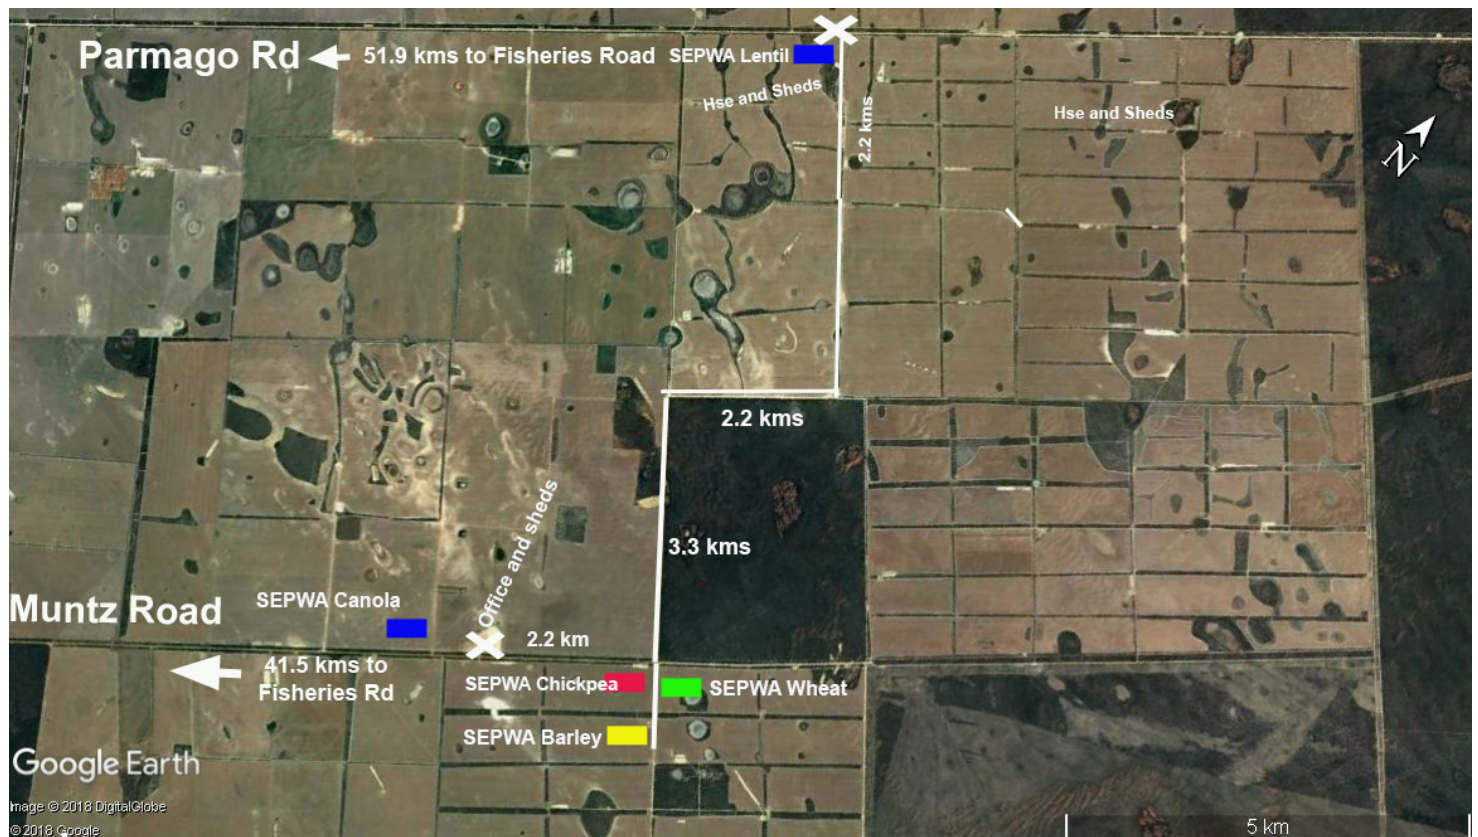 Parmago Rd
51.9 kms to Fisheries Road
SEPWA Lentil
Hse and Sheds
2.2 kms
Hse and Sheds
N
2.2 kms
3.3 kms
Office and sheds
SEPWA Canola
Muntz Road
2.2 km
41.5 kms to
Fisheries Rd
SEPWA Chickpea
SEPWA Wheat
SEPWA Barley
Google Earth
Image © 2018 DigitalGlobe
© 2018 Google
5 km